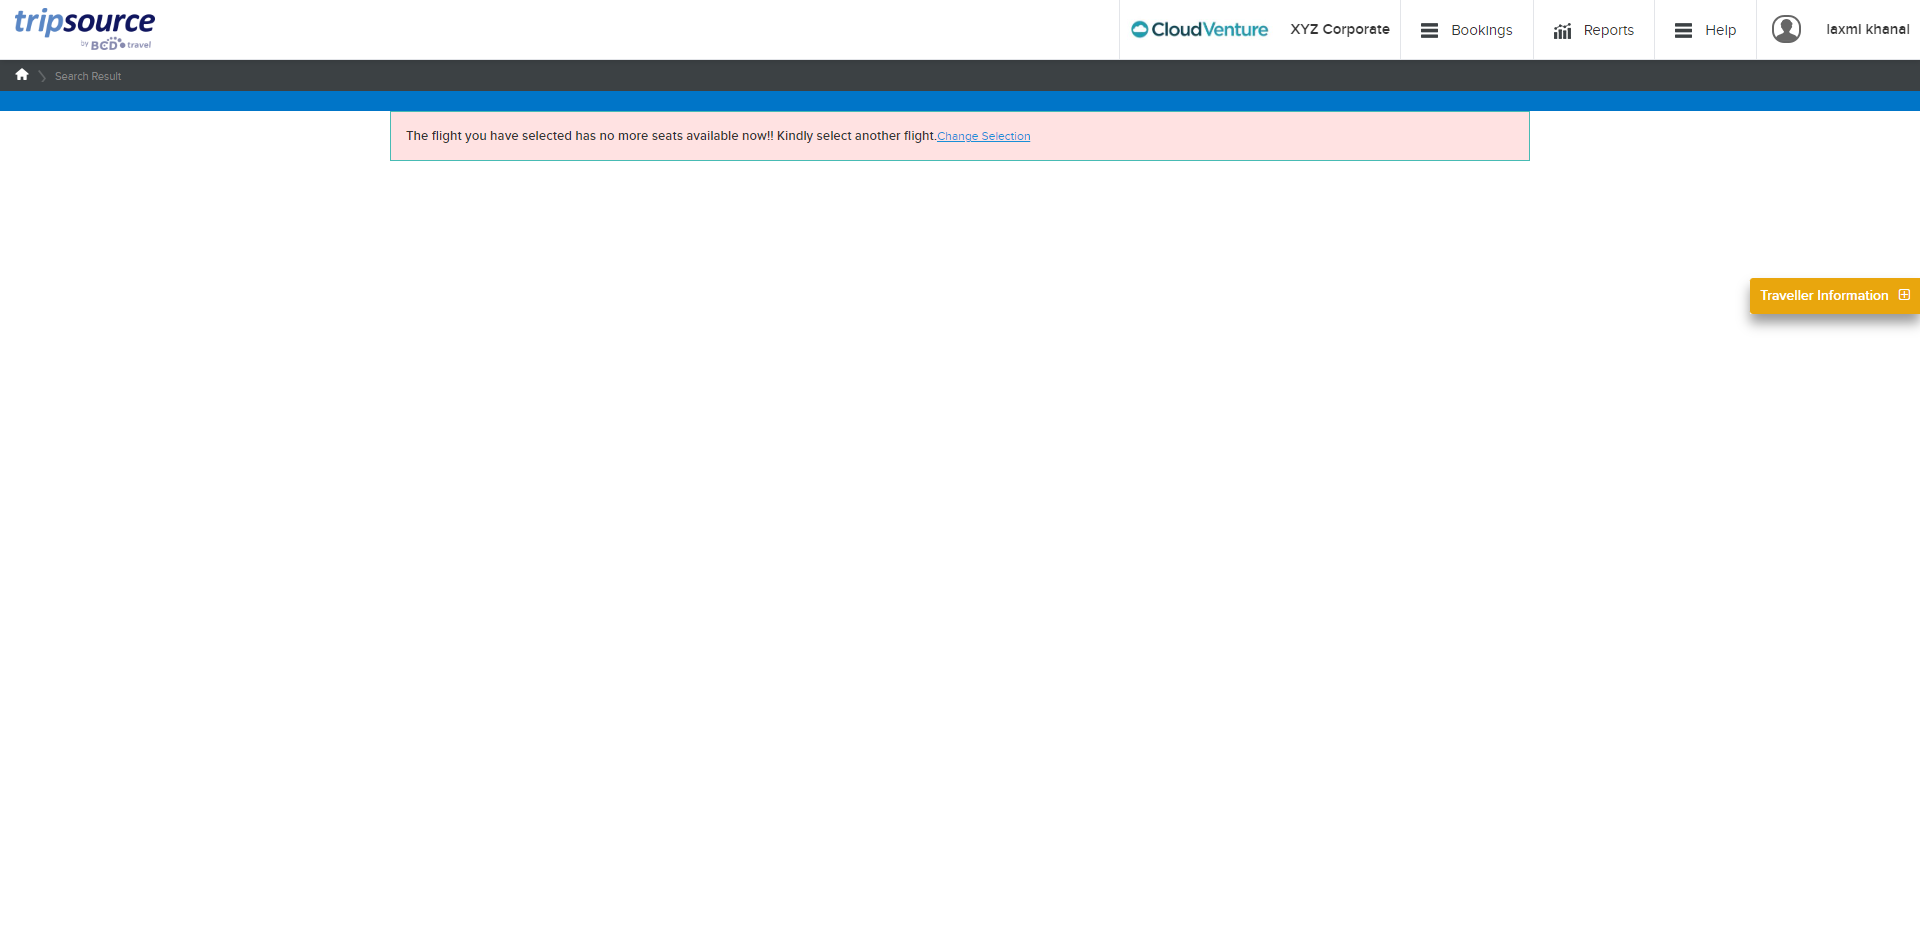 tripsource
by BCD travel
CloudVenture
XYZ Corporate
Bookings
Reports
Help
laxml khanal
Search Result
The flight you have selected has no more seats available now!! Kindly select another flight.Change Selection
Traveller Information